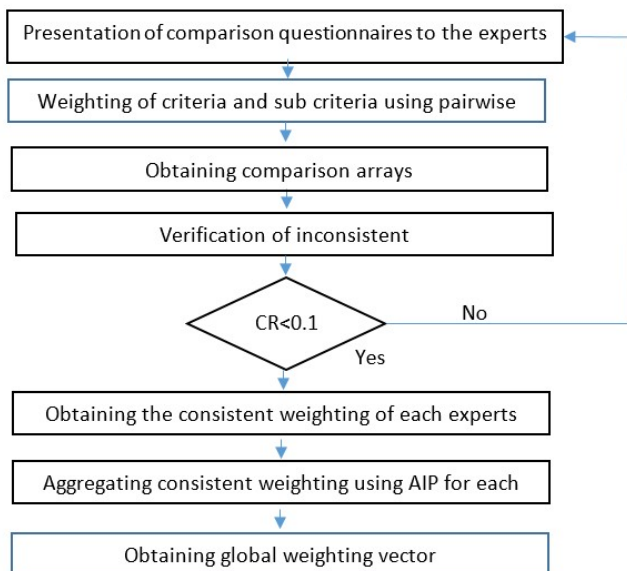 Presentation of comparison questionnaires to the experts
Weighting of criteria and sub criteria using pairwise
Obtaining comparison arrays
Verification of inconsistent
CR<0.1
No
Yes
Obtaining the consistent weighting of each experts
Aggregating consistent weighting using AIP for each
Obtaining global weighting vector